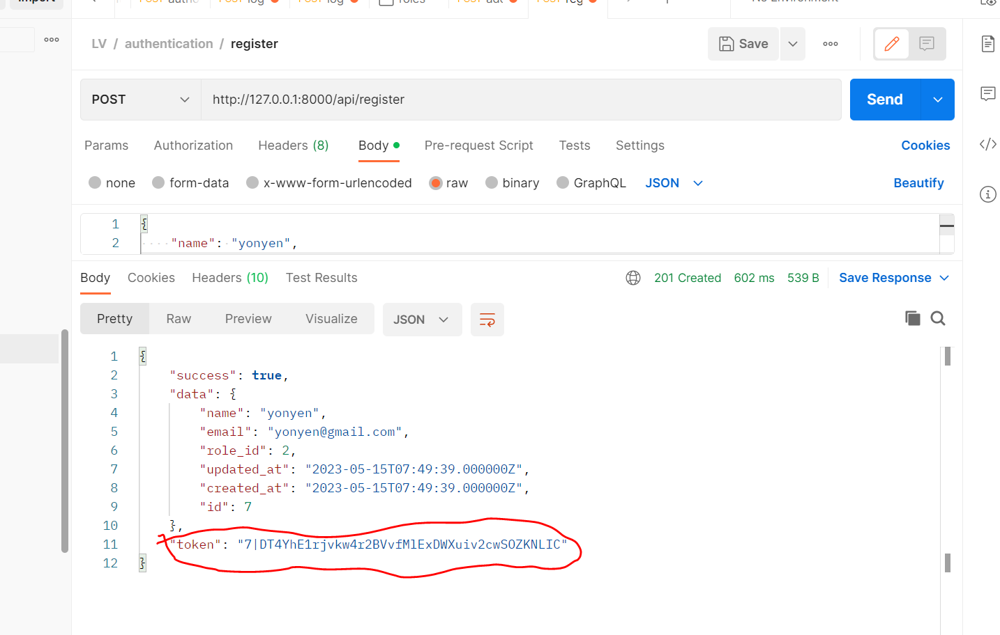 LV / authentication / register
Save
POST
http://127.0.0.1:8000/api/register
Send
Params Authorization Headers (8) Body Pre-request Script Tests Settings Cookies
none form-data x-www-form-urlencoded raw binary GraphQL JSON Beautify
1 {
2 "name": "yonyen",
Body Cookies Headers (10) Test Results 201 Created 602 ms 539 B Save Response
Pretty Raw Preview Visualize JSON
1 {
2 "success": true,
3 "data": {
4 "name": "yonyen",
5 "email": "yonyen@gmail.com",
6 "role_id": 2,
7 "updated_at": "2023-05-15T07:49:39.000000Z",
8 "created_at": "2023-05-15T07:49:39.000000Z",
9 "id": 7
10 },
11 "token": "7|DT4YhE1rjvkw4r2BVvfMlExDWXuiv2cwSOZKNLIC"
12 }